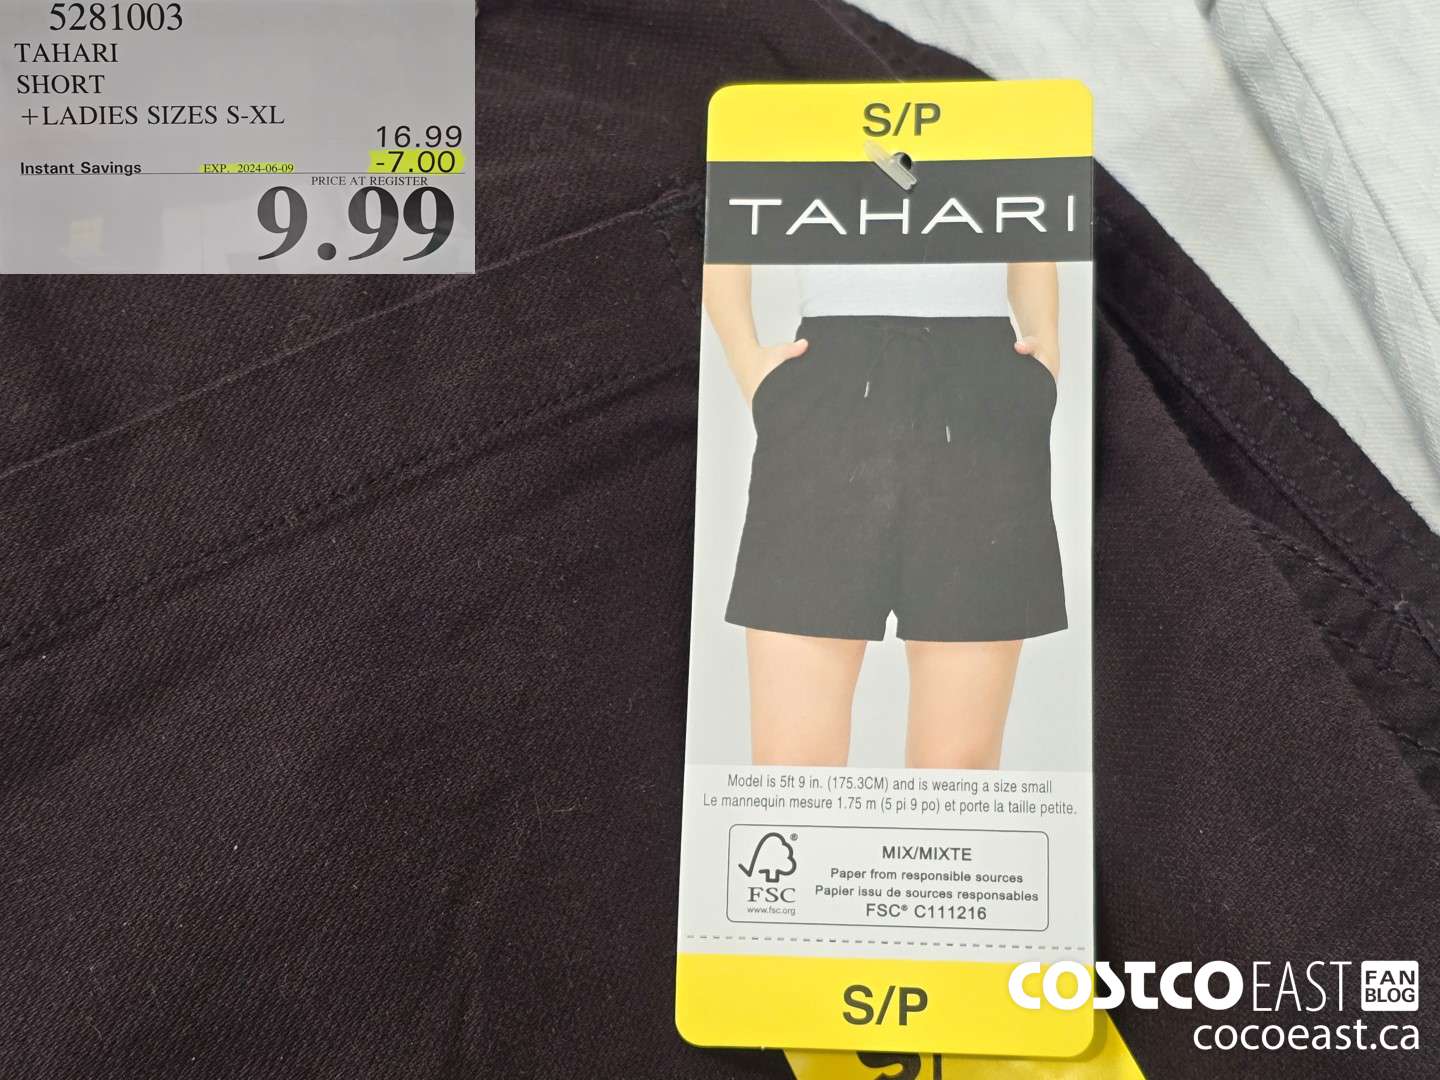 5281003
TAHARI
SHORT
+LADIES SIZES S-XL
16.99
Instant Savings EXP. 2024-06-09 -7.00
PRICE AT REGISTER
9.99
S/P
TAHARI
Model is 5ft 9 in. (175.3CM) and is wearing a size small
Le mannequin mesure 1.75 m (5 pi 9 po) et porte la taille petite.
MIX/MIXTE
Paper from responsible sources
Papier issu de sources responsables
FSC® C111216
®
FSC
www.fsc.org
S/P
COSTCO EAST FAN BLOG
cocoeast.ca